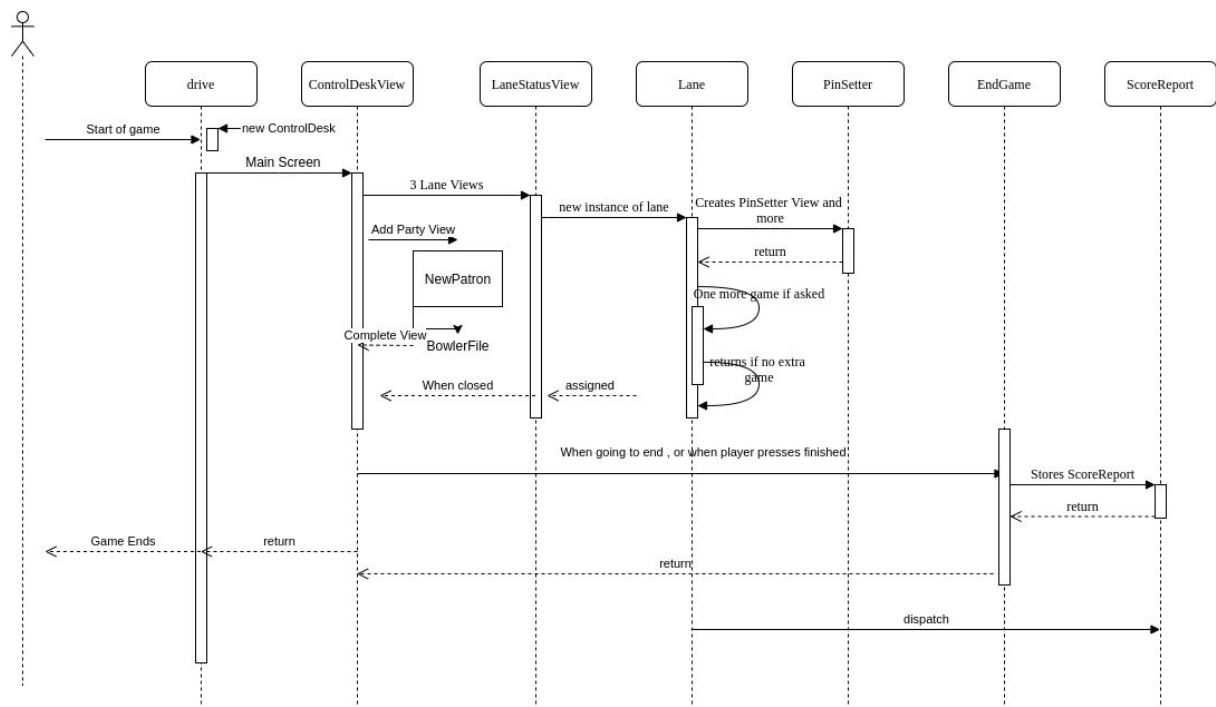 drive
ControlDeskView
LaneStatusView
Lane
PinSetter
EndGame
ScoreReport
Start of game
new ControlDesk
Main Screen
3 Lane Views
new instance of lane
Creates PinSetter View and
more
Add Party View
return
NewPatron
One more game if asked
Complete View
BowlerFile
returns if no extra
game
When closed
assigned
When going to end , or when player presses finished
Stores ScoreReport
return
Game Ends
return
return
dispatch